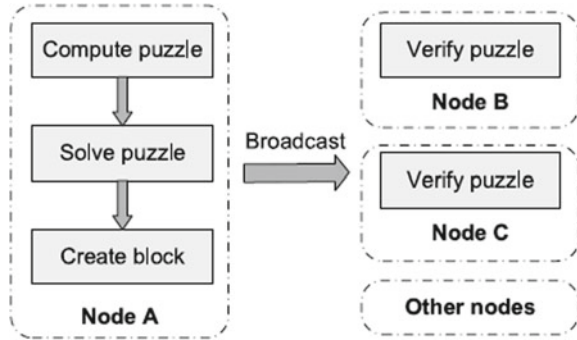 Compute puzzle
Solve puzzle
Create block
Node A
Broadcast
Verify puzzle
Node B
Verify puzzle
Node C
Other nodes